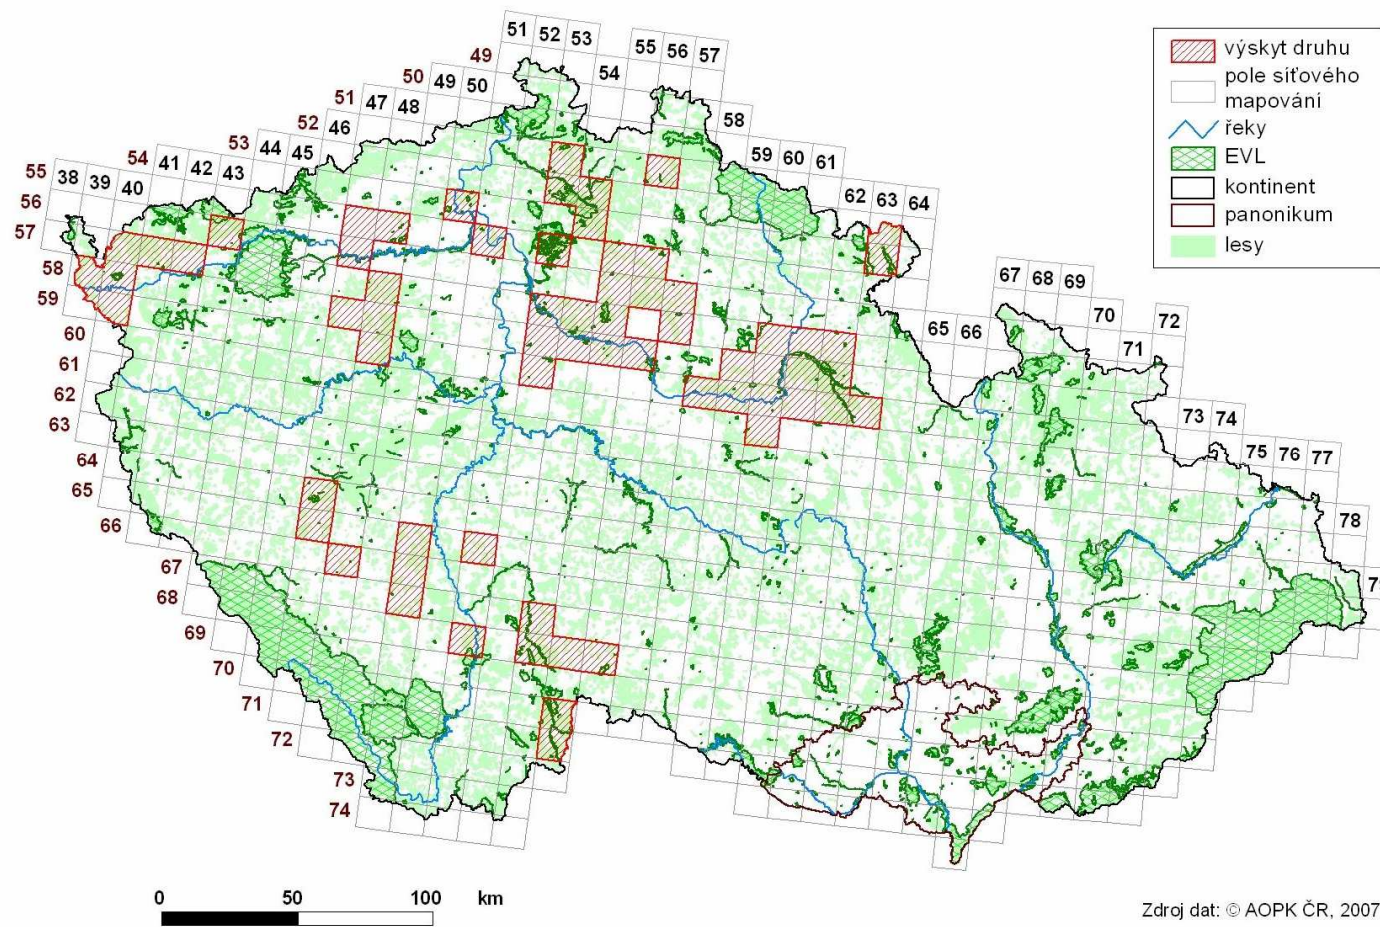 51 52 53
55 56 57
49
54
50 49 50
51 47 48
58
52 46
53 44 45
59 60 61
54 41 42 43
55 38 39 40
62 63 64
56
57
58
59
60
61
62
63
64
65
66
67
68
69
70
71
72
73
74
67 68 69
70
72
65 66
71
73 74
75 76 77
78
výskyt druhu
pole síťového
mapování
řeky
EVL
kontinent
panonikum
lesy
0 50 100 km
Zdroj dat: © AOPK ČR, 2007